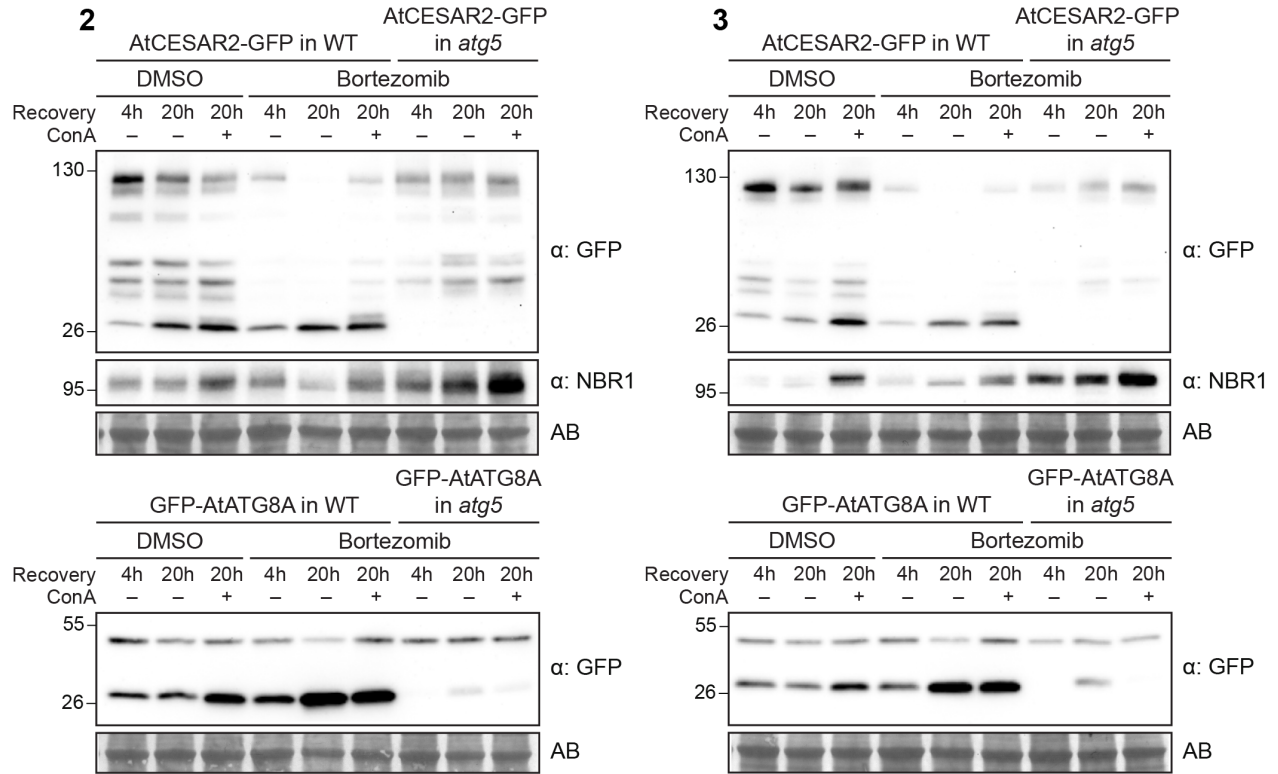 2
AtCESAR2-GFP in WT
AtCESAR2-GFP
in atg5
DMSO
Bortezomib
Recovery 4h 20h 20h 4h 20h 20h 4h 20h 20h
ConA – – + – – + – – +
130
26
α: GFP
95
α: NBR1
AB
GFP-AtATG8A in WT
GFP-AtATG8A
in atg5
DMSO
Bortezomib
Recovery 4h 20h 20h 4h 20h 20h 4h 20h 20h
ConA – – + – – + – – +
55
26
α: GFP
AB
3
AtCESAR2-GFP in WT
AtCESAR2-GFP
in atg5
DMSO
Bortezomib
Recovery 4h 20h 20h 4h 20h 20h 4h 20h 20h
ConA – – + – – + – – +
130
26
α: GFP
95
α: NBR1
AB
GFP-AtATG8A in WT
GFP-AtATG8A
in atg5
DMSO
Bortezomib
Recovery 4h 20h 20h 4h 20h 20h 4h 20h 20h
ConA – – + – – + – – +
55
26
α: GFP
AB